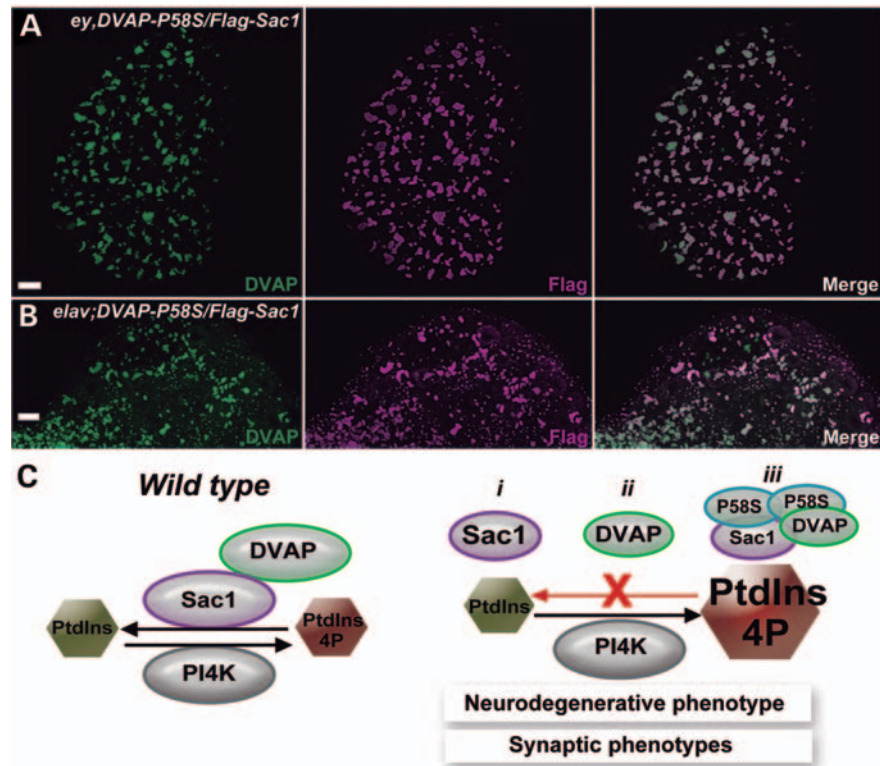 A
ey,DVAP-P58S/Flag-Sac1
DVAP
Flag
Merge
B
elav;DVAP-P58S/Flag-Sac1
DVAP
Flag
Merge
C
Wild type
DVAP
Sac1
PtdIns
PtdIns
4P
PI4K
i
ii
iii
Sac1
DVAP
P58S
P58S
Sac1
DVAP
PtdIns
X
PtdIns
4P
PI4K
Neurodegenerative phenotype
Synaptic phenotypes